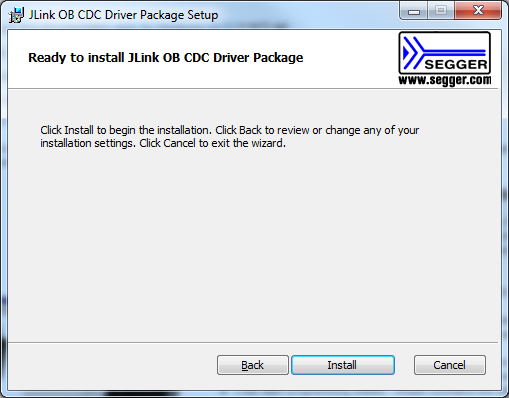 JLink OB CDC Driver Package Setup
Ready to install JLink OB CDC Driver Package
SEGGER
www.segger.com
Click Install to begin the installation. Click Back to review or change any of your
installation settings. Click Cancel to exit the wizard.
Back
Install
Cancel